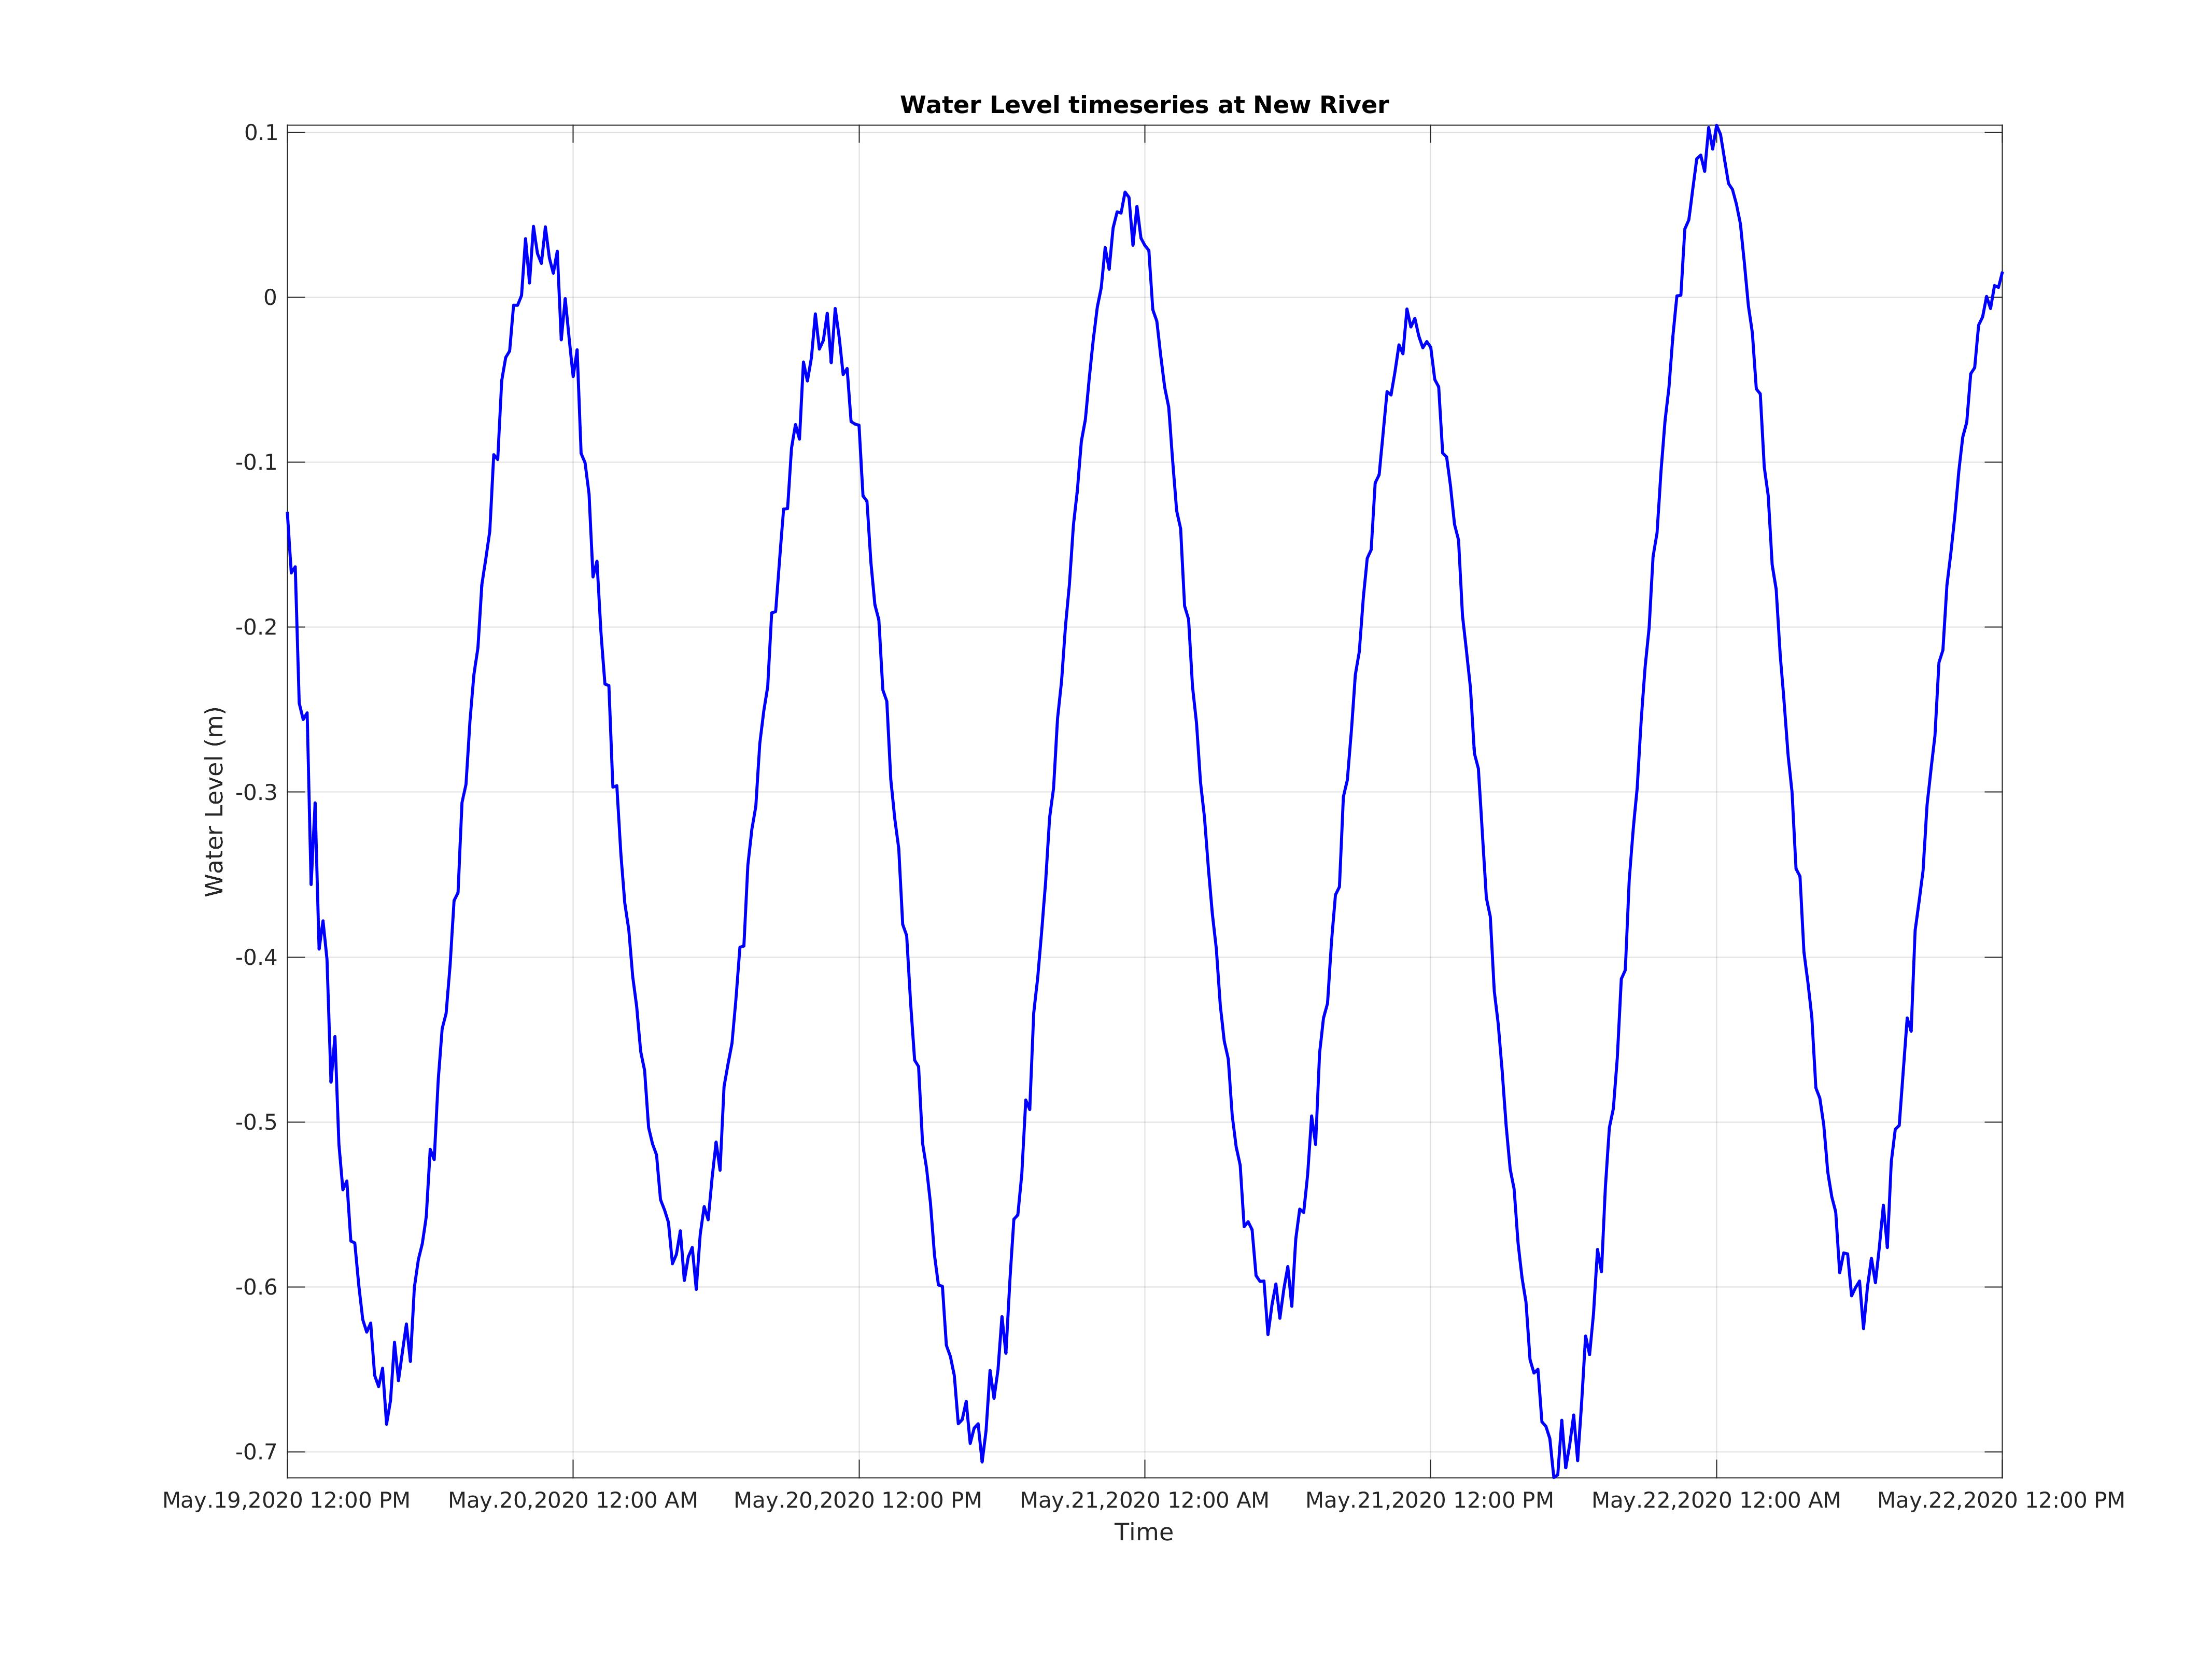 Water Level timeseries at New River
0.1
0
-0.1
-0.2
-0.3
-0.4
-0.5
-0.6
-0.7
Water Level (m)
May.19,2020 12:00 PM
May.20,2020 12:00 AM
May.20,2020 12:00 PM
May.21,2020 12:00 AM
May.21,2020 12:00 PM
May.22,2020 12:00 AM
May.22,2020 12:00 PM
Time